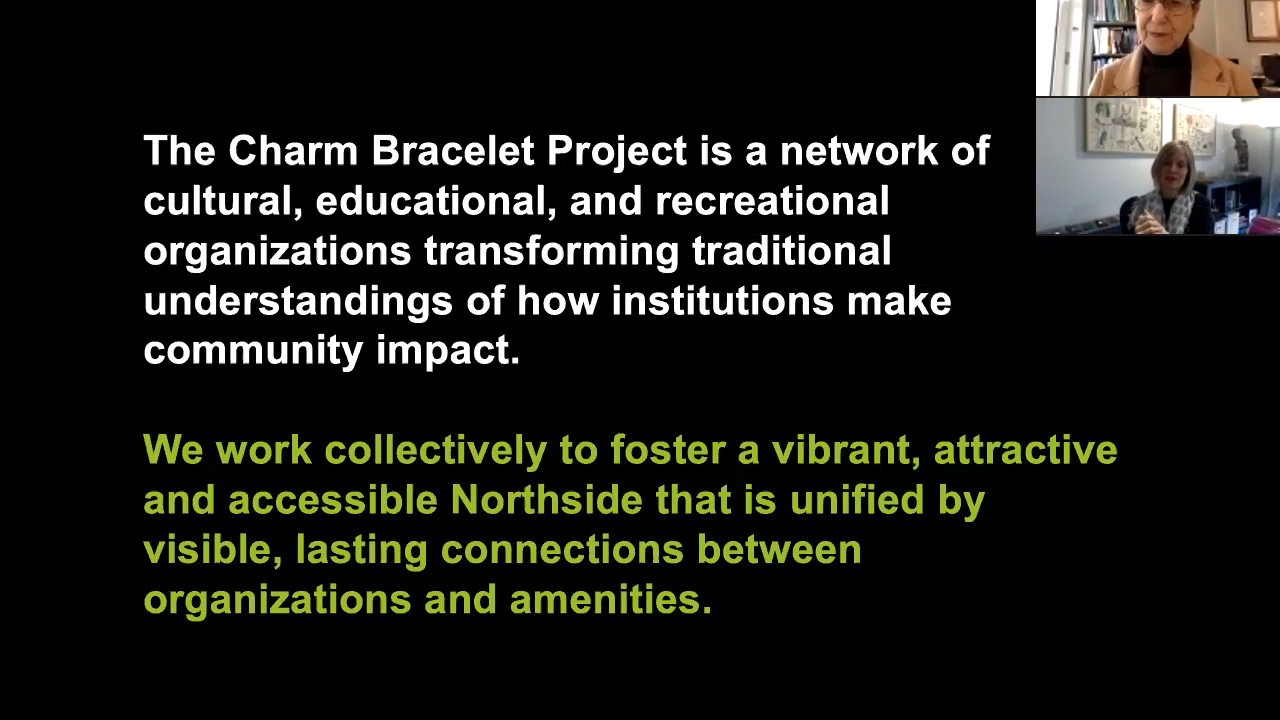 The Charm Bracelet Project is a network of
cultural, educational, and recreational
organizations transforming traditional
understandings of how institutions make
community impact.
We work collectively to foster a vibrant, attractive
and accessible Northside that is unified by
visible, lasting connections between
organizations and amenities.